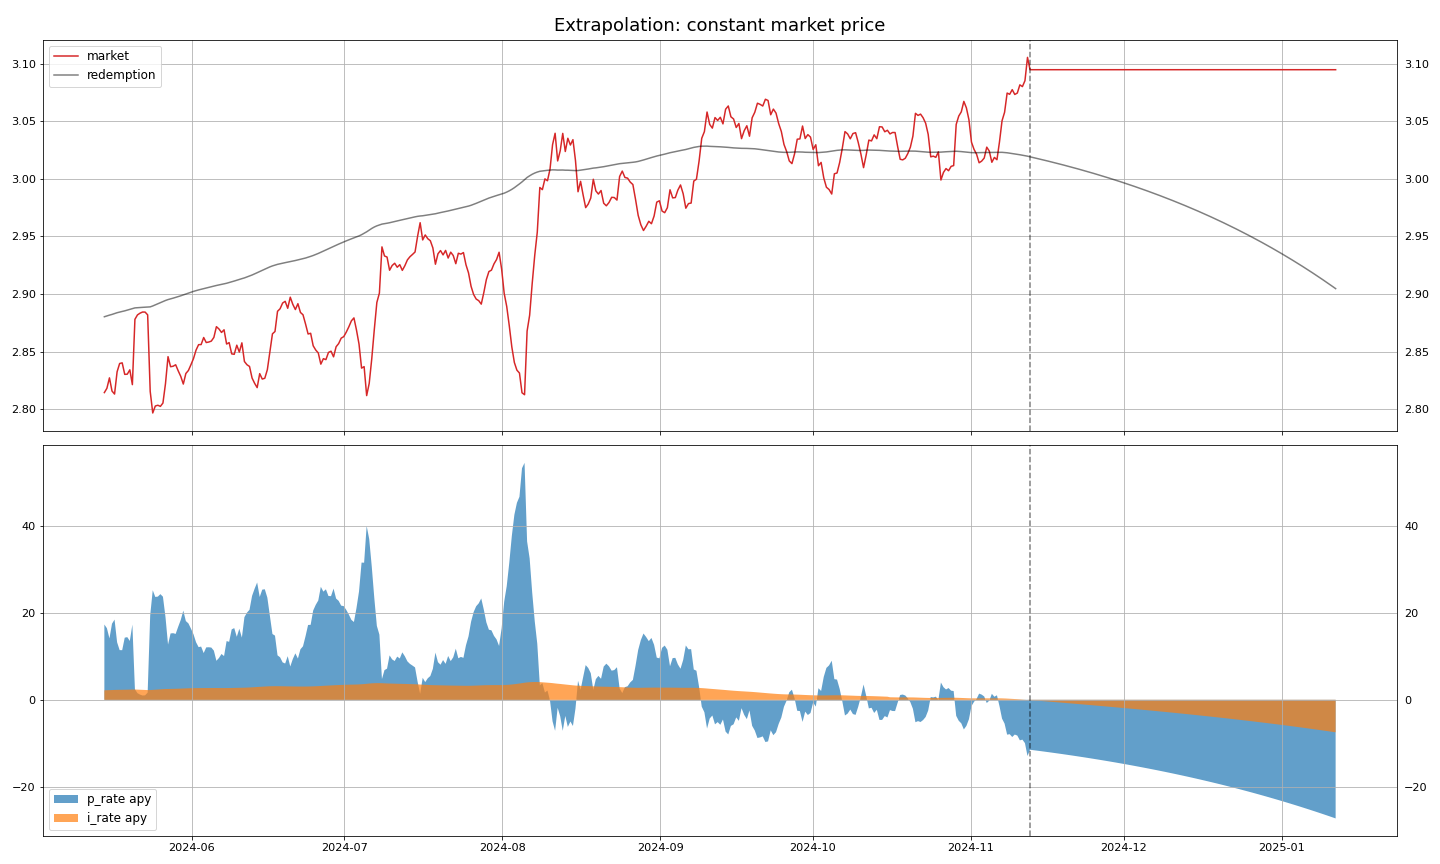 Extrapolation: constant market price
market
redemption
3.10 3.10
3.05 3.05
3.00 3.00
2.95 2.95
2.90 2.90
2.85 2.85
2.80 2.80
40 40
20 20
0 0
−20 −20
p_rate apy
i_rate apy
2024-06 2024-07 2024-08 2024-09 2024-10 2024-11 2024-12 2025-01